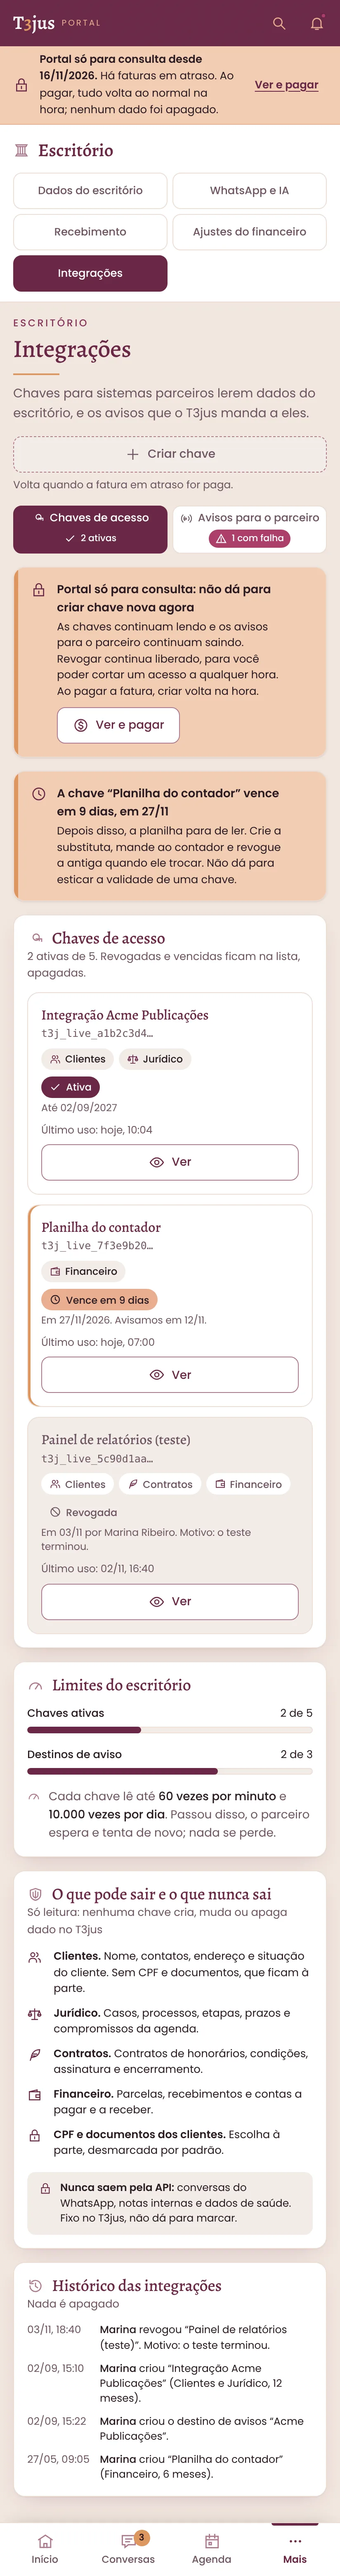 T3jus PORTAL
Portal só para consulta desde
16/11/2026. Há faturas em atraso. Ao
pagar, tudo volta ao normal na
hora; nenhum dado foi apagado.
Ver e pagar
Escritório
Dados do escritório
WhatsApp e IA
Recebimento
Ajustes do financeiro
Integrações
ESCRITÓRIO
Integrações
Chaves para sistemas parceiros lerem dados do
escritório, e os avisos que o T3jus manda a eles.
Criar chave
Volta quando a fatura em atraso for paga.
Chaves de acesso
2 ativas
Avisos para o parceiro
1 com falha
Portal só para consulta: não dá para
criar chave nova agora
As chaves continuam lendo e os avisos
para o parceiro continuam saindo.
Revogar continua liberado, para você
poder cortar um acesso a qualquer hora.
Ao pagar a fatura, criar volta na hora.
Ver e pagar
A chave “Planilha do contador” vence
em 9 dias, em 27/11
Depois disso, a planilha para de ler. Crie a
substituta, mande ao contador e revogue
a antiga quando ele trocar. Não dá para
esticar a validade de uma chave.
Chaves de acesso
2 ativas de 5. Revogadas e vencidas ficam na lista,
apagadas.
Integração Acme Publicações
t3j_live_a1b2c3d4…
Clientes
Jurídico
Ativa
Até 02/09/2027
Último uso: hoje, 10:04
Ver
Planilha do contador
t3j_live_7f3e9b20…
Financeiro
Vence em 9 dias
Em 27/11/2026. Avisamos em 12/11.
Último uso: hoje, 07:00
Ver
Painel de relatórios (teste)
t3j_live_5c90d1aa…
Clientes
Contratos
Financeiro
Revogada
Em 03/11 por Marina Ribeiro. Motivo: o teste
terminou.
Último uso: 02/11, 16:40
Ver
Limites do escritório
Chaves ativas 2 de 5
Destinos de aviso 2 de 3
Cada chave lê até 60 vezes por minuto e
10.000 vezes por dia. Passou disso, o parceiro
espera e tenta de novo; nada se perde.
O que pode sair e o que nunca sai
Só leitura: nenhuma chave cria, muda ou apaga
dado no T3jus
Clientes. Nome, contatos, endereço e situação
do cliente. Sem CPF e documentos, que ficam à
parte.
Jurídico. Casos, processos, etapas, prazos e
compromissos da agenda.
Contratos. Contratos de honorários, condições,
assinatura e encerramento.
Financeiro. Parcelas, recebimentos e contas a
pagar e a receber.
CPF e documentos dos clientes. Escolha à
parte, desmarcada por padrão.
Nunca saem pela API: conversas do
WhatsApp, notas internas e dados de saúde.
Fixo no T3jus, não dá para marcar.
Histórico das integrações
Nada é apagado
03/11, 18:40 Marina revogou “Painel de relatórios
(teste)”. Motivo: o teste terminou.
02/09, 15:10 Marina criou “Integração Acme
Publicações” (Clientes e Jurídico, 12
meses).
02/09, 15:22 Marina criou o destino de avisos “Acme
Publicações”.
27/05, 09:05 Marina criou “Planilha do contador”
(Financeiro, 6 meses).
Início
3
Conversas
Agenda
Mais